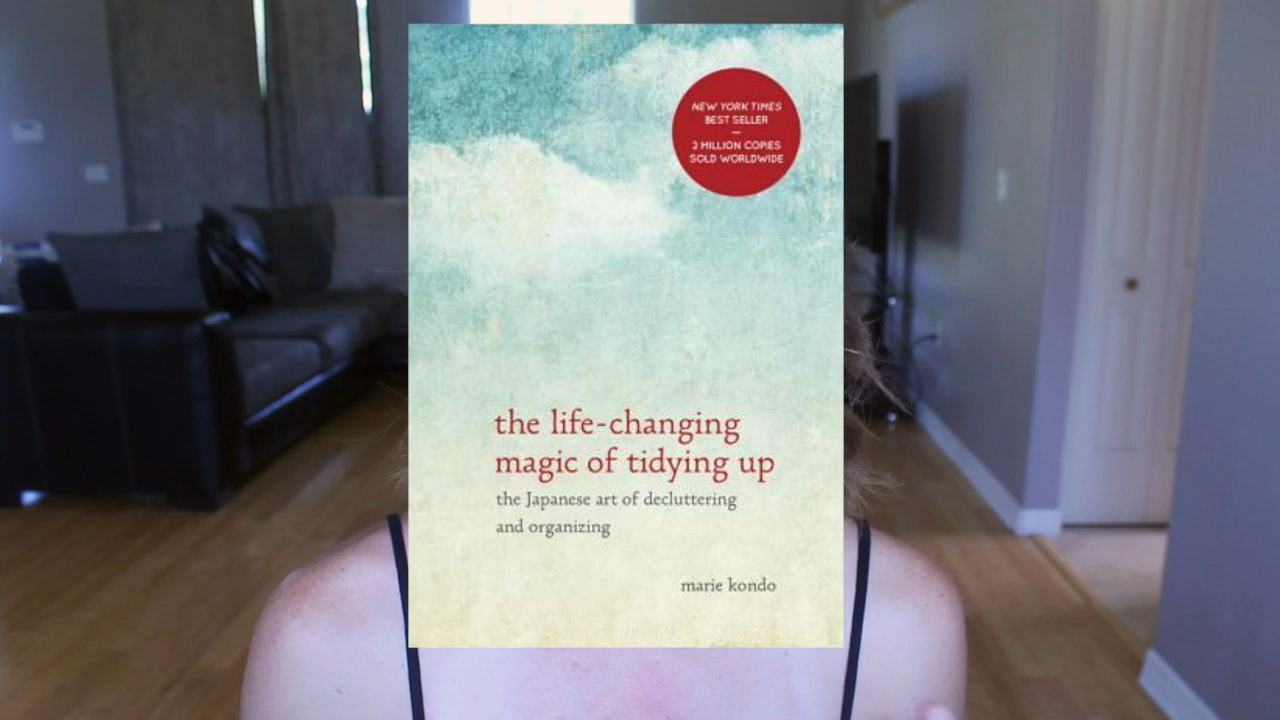 NEW YORK TIMES
BEST SELLER
—
2 MILLION COPIES
SOLD WORLDWIDE
the life-changing
magic of tidying up
the Japanese art of decluttering
and organizing
marie kondo